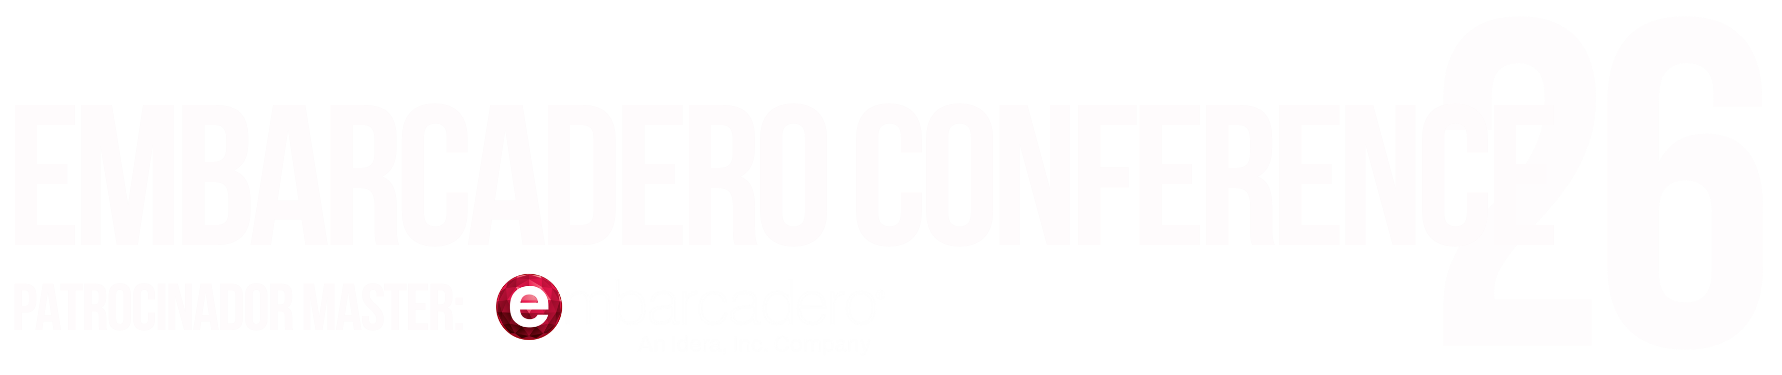 EMBARCADERO CONFERENCE 26
PATROCINADOR MASTER: e